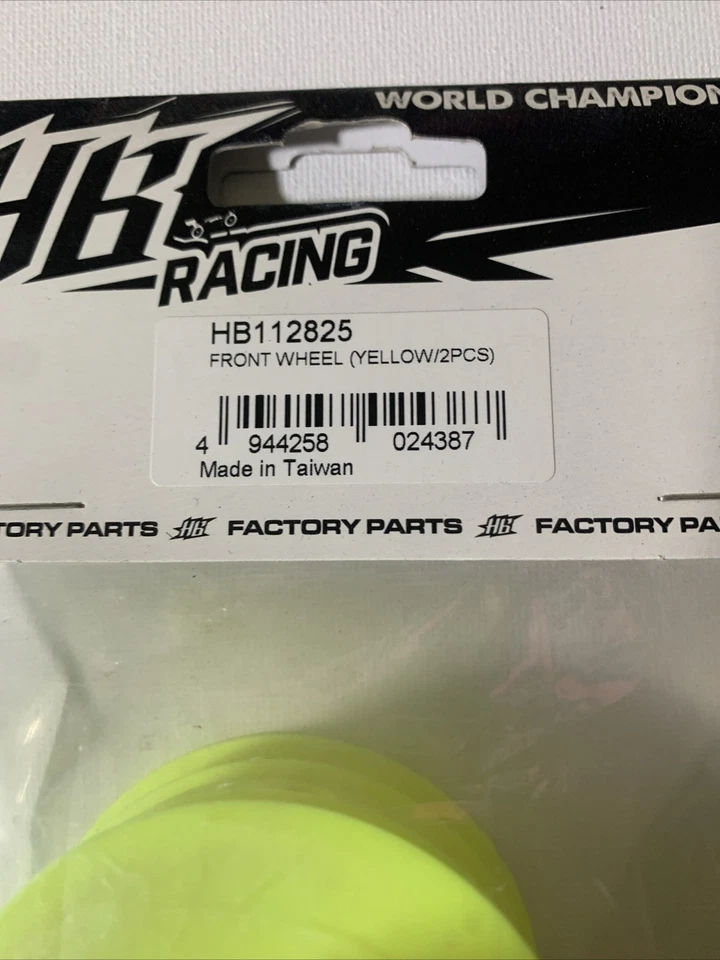 WORLD CHAMPION
HB
RACING
HB112825
FRONT WHEEL (YELLOW/2PCS)
4 944258 024387
Made in Taiwan
TORY PARTS HB FACTORY PARTS HB FACTORY PA